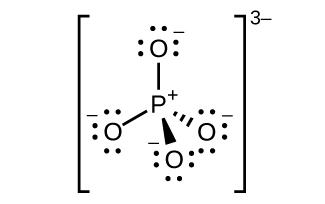 3–
O –
P +
– O O –
– O